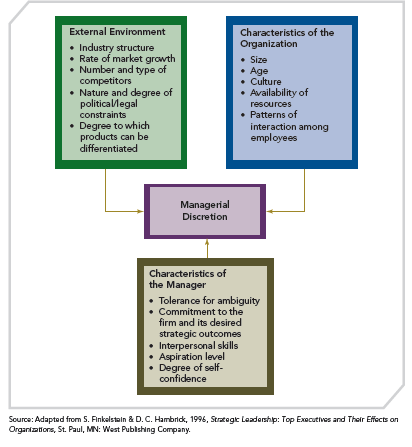 External Environment
• Industry structure
• Rate of market growth
• Number and type of
competitors
• Nature and degree of
political/legal
constraints
• Degree to which
products can be
differentiated
Characteristics of the
Organization
• Size
• Age
• Culture
• Availability of
resources
• Patterns of
interaction among
employees
Managerial
Discretion
Characteristics of
the Manager
• Tolerance for ambiguity
• Commitment to the
firm and its desired
strategic outcomes
• Interpersonal skills
• Aspiration level
• Degree of self-
confidence
Source: Adapted from S. Finkelstein & D. C. Hambrick, 1996, Strategic Leadership: Top Executives and Their Effects on
Organizations, St. Paul, MN: West Publishing Company.